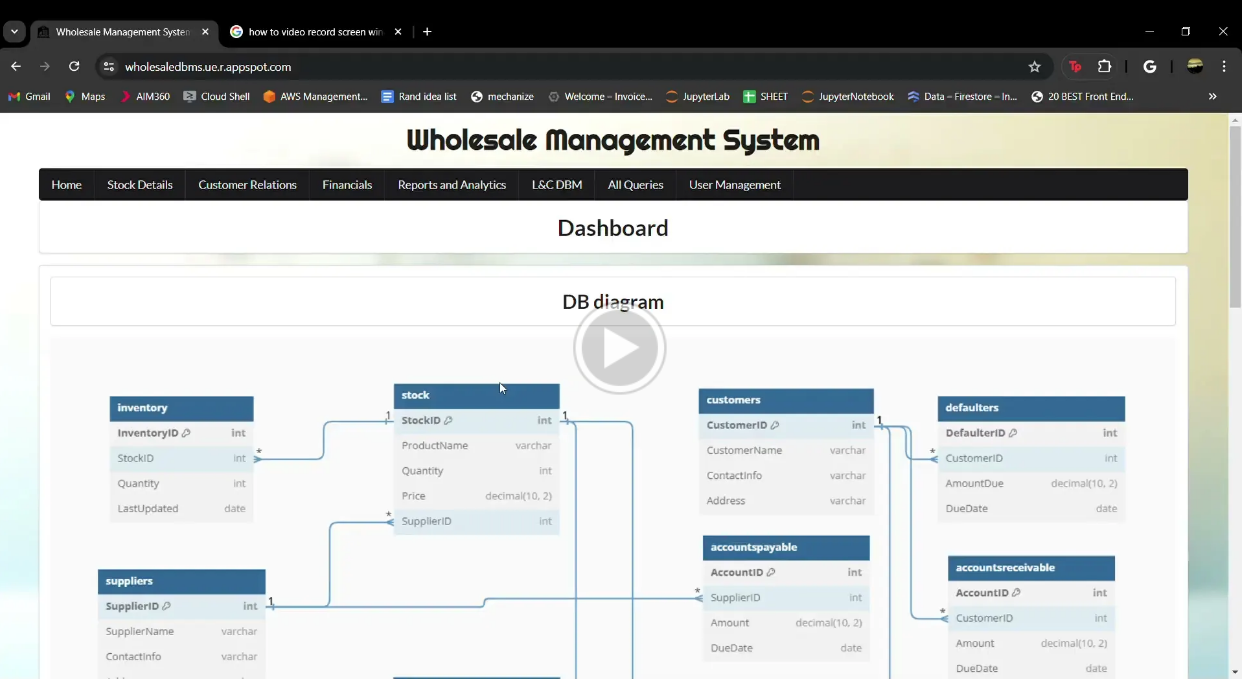 Wholesale Management System
how to video record screen win
wholesaledbms.ue.r.appspot.com
Tp
G
Gmail Maps AIM360 Cloud Shell AWS Management... Rand idea list mechanize Welcome – Invoice... JupyterLab SHEET JupyterNotebook Data – Firestore – In... 20 BEST Front End...
Wholesale Management System
Home Stock Details Customer Relations Financials Reports and Analytics L&C DBM All Queries User Management
Dashboard
DB diagram
inventory
InventoryID int
StockID int
Quantity int
LastUpdated date
*
1
stock
StockID int
ProductName varchar
Quantity int
Price decimal(10, 2)
SupplierID int
1
*
customers
CustomerID int
CustomerName varchar
ContactInfo varchar
Address varchar
1
defaulters
DefaulterID int
CustomerID int
AmountDue decimal(10, 2)
DueDate date
*
suppliers
SupplierID int
SupplierName varchar
ContactInfo varchar
1
accountspayable
AccountID int
SupplierID int
Amount decimal(10, 2)
DueDate date
*
accountsreceivable
AccountID int
CustomerID int
Amount decimal(10, 2)
DueDate date
*